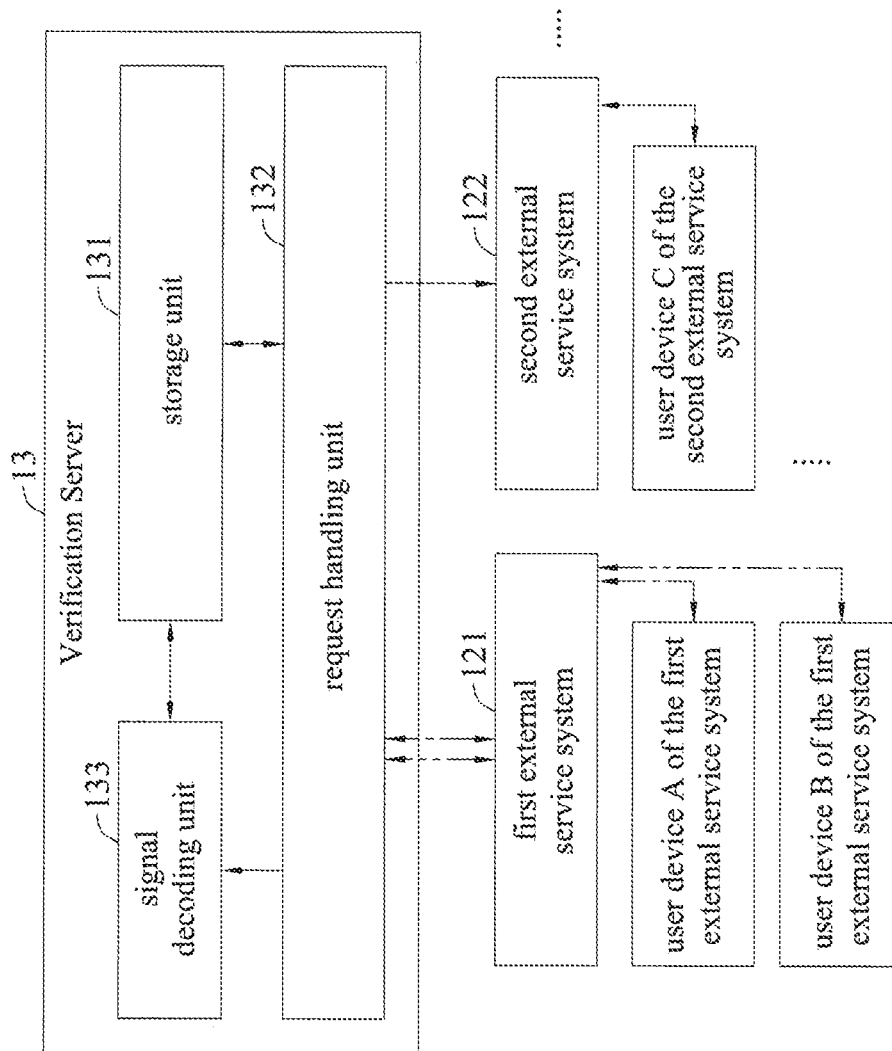 13
Verification Server
133
signal
decoding unit
131
storage unit
132
request handling unit
121
first external
service system
122
second external
service system
.....
user device A of the first
external service system
user device B of the first
external service system
user device C of the
second external service
system
.....